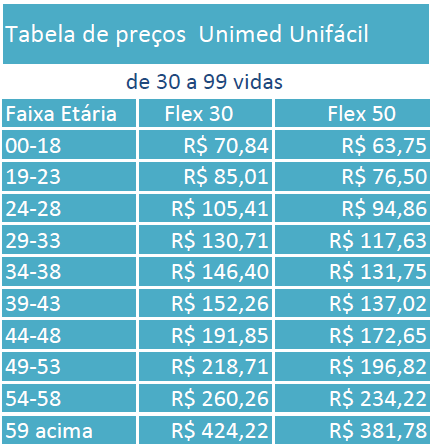 Tabela de preços Unimed Unifácil
de 30 a 99 vidas
Faixa Etária Flex 30 Flex 50
00-18 R$ 70,84 R$ 63,75
19-23 R$ 85,01 R$ 76,50
24-28 R$ 105,41 R$ 94,86
29-33 R$ 130,71 R$ 117,63
34-38 R$ 146,40 R$ 131,75
39-43 R$ 152,26 R$ 137,02
44-48 R$ 191,85 R$ 172,65
49-53 R$ 218,71 R$ 196,82
54-58 R$ 260,26 R$ 234,22
59 acima R$ 424,22 R$ 381,78